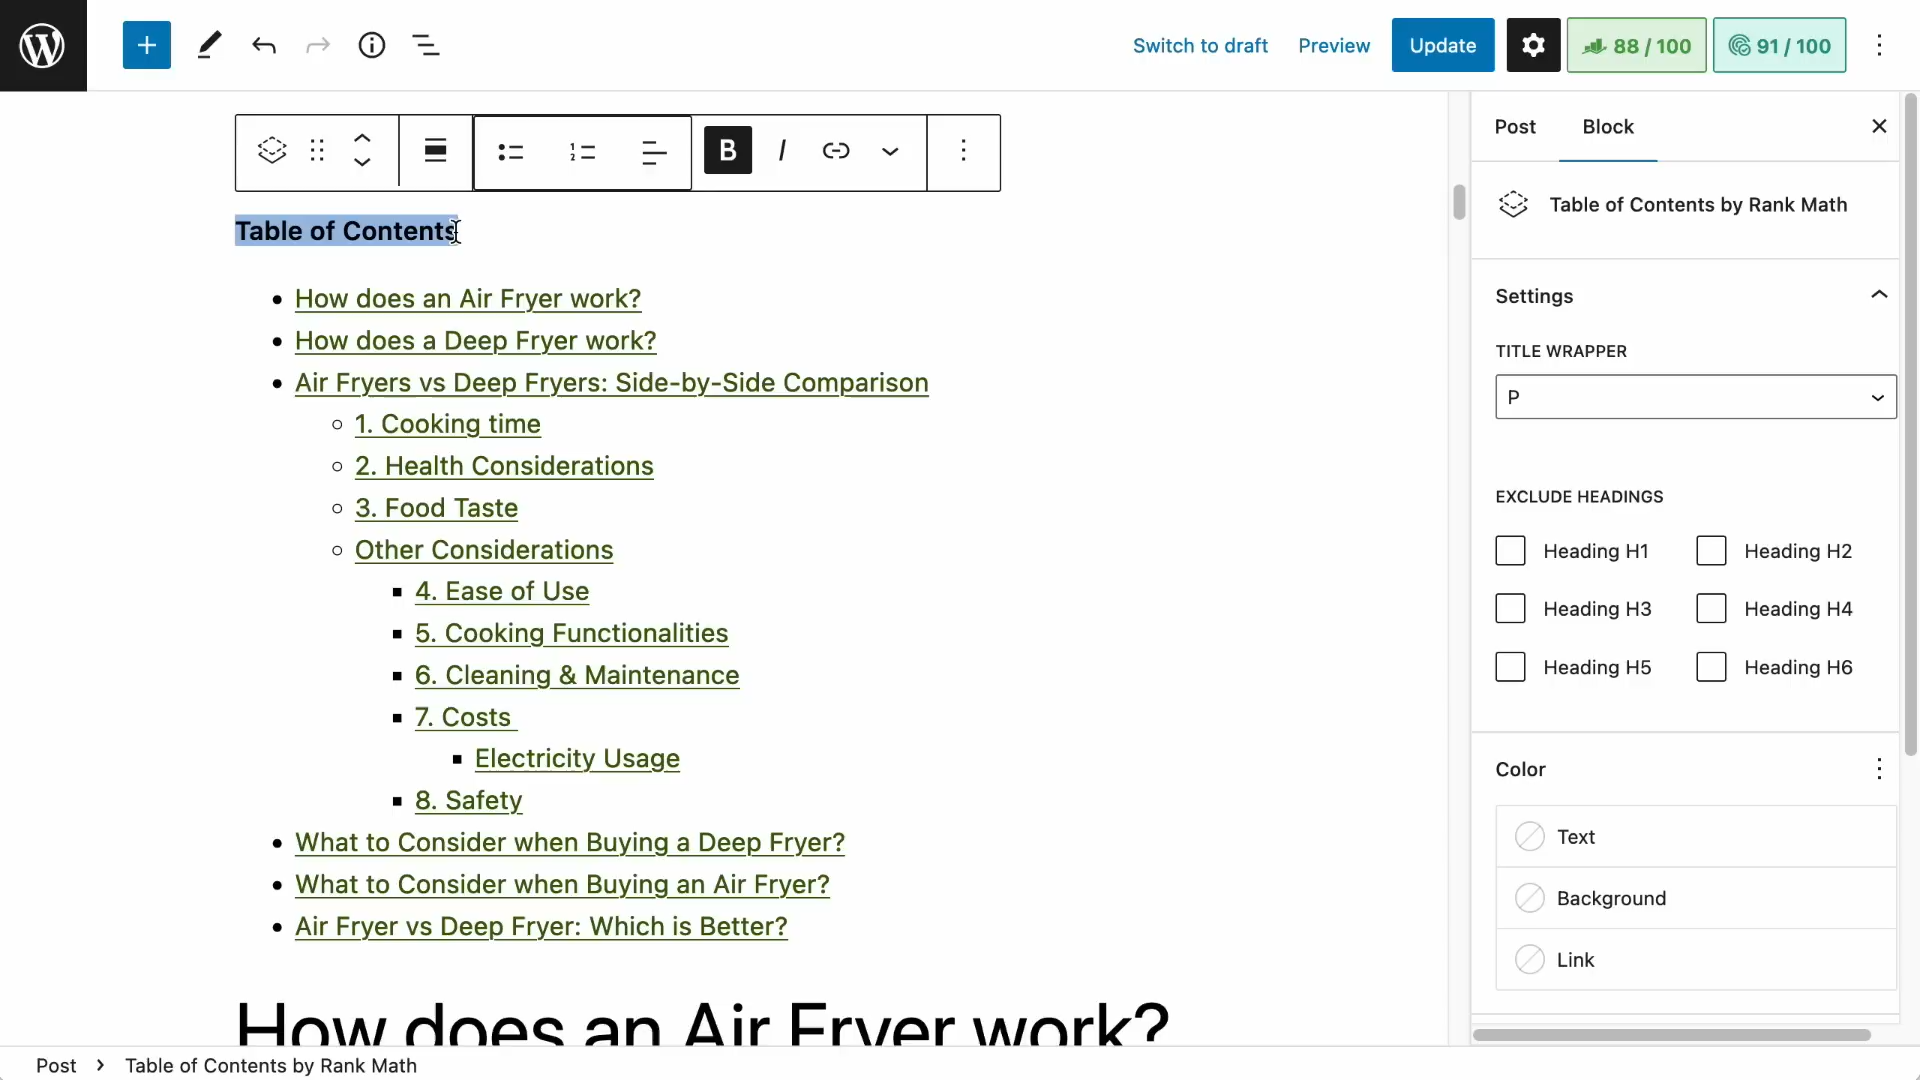 Switch to draft Preview Update 88 / 100 91 / 100
Post Block
B I
Table of Contents by Rank Math
Table of Contents
Settings
How does an Air Fryer work?
How does a Deep Fryer work?
TITLE WRAPPER
Air Fryers vs Deep Fryers: Side-by-Side Comparison
P
1. Cooking time
2. Health Considerations
EXCLUDE HEADINGS
3. Food Taste
Other Considerations
Heading H1 Heading H2
4. Ease of Use
Heading H3 Heading H4
5. Cooking Functionalities
6. Cleaning & Maintenance
Heading H5 Heading H6
7. Costs
Electricity Usage
Color
8. Safety
Text
What to Consider when Buying a Deep Fryer?
What to Consider when Buying an Air Fryer?
Background
Air Fryer vs Deep Fryer: Which is Better?
Link
How does an Air Fryer work?
Post > Table of Contents by Rank Math